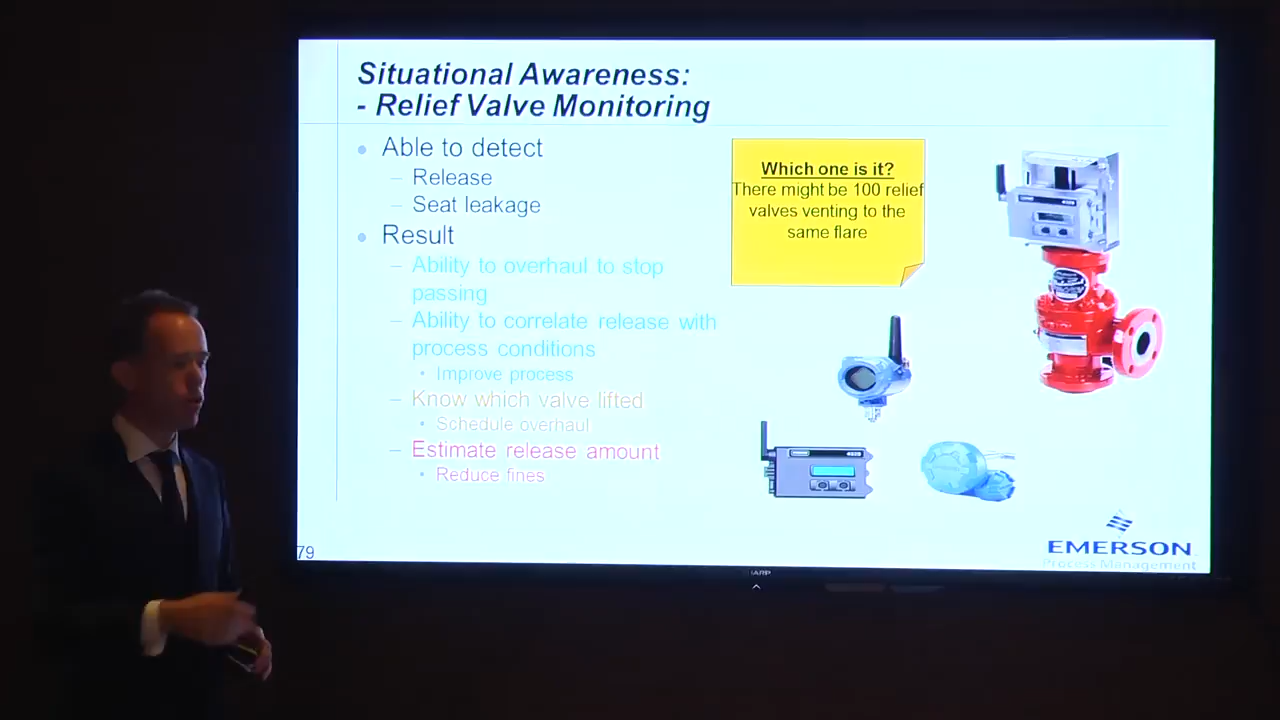 Situational Awareness:
- Relief Valve Monitoring
• Able to detect
– Release
– Seat leakage
• Result
– Ability to overhaul to stop
passing
– Ability to correlate release with
process conditions
• Improve process
– Know which valve lifted
• Schedule overhaul
– Estimate release amount
• Reduce fines
Which one is it?
There might be 100 relief
valves venting to the
same flare
79
EMERSON
Process Management